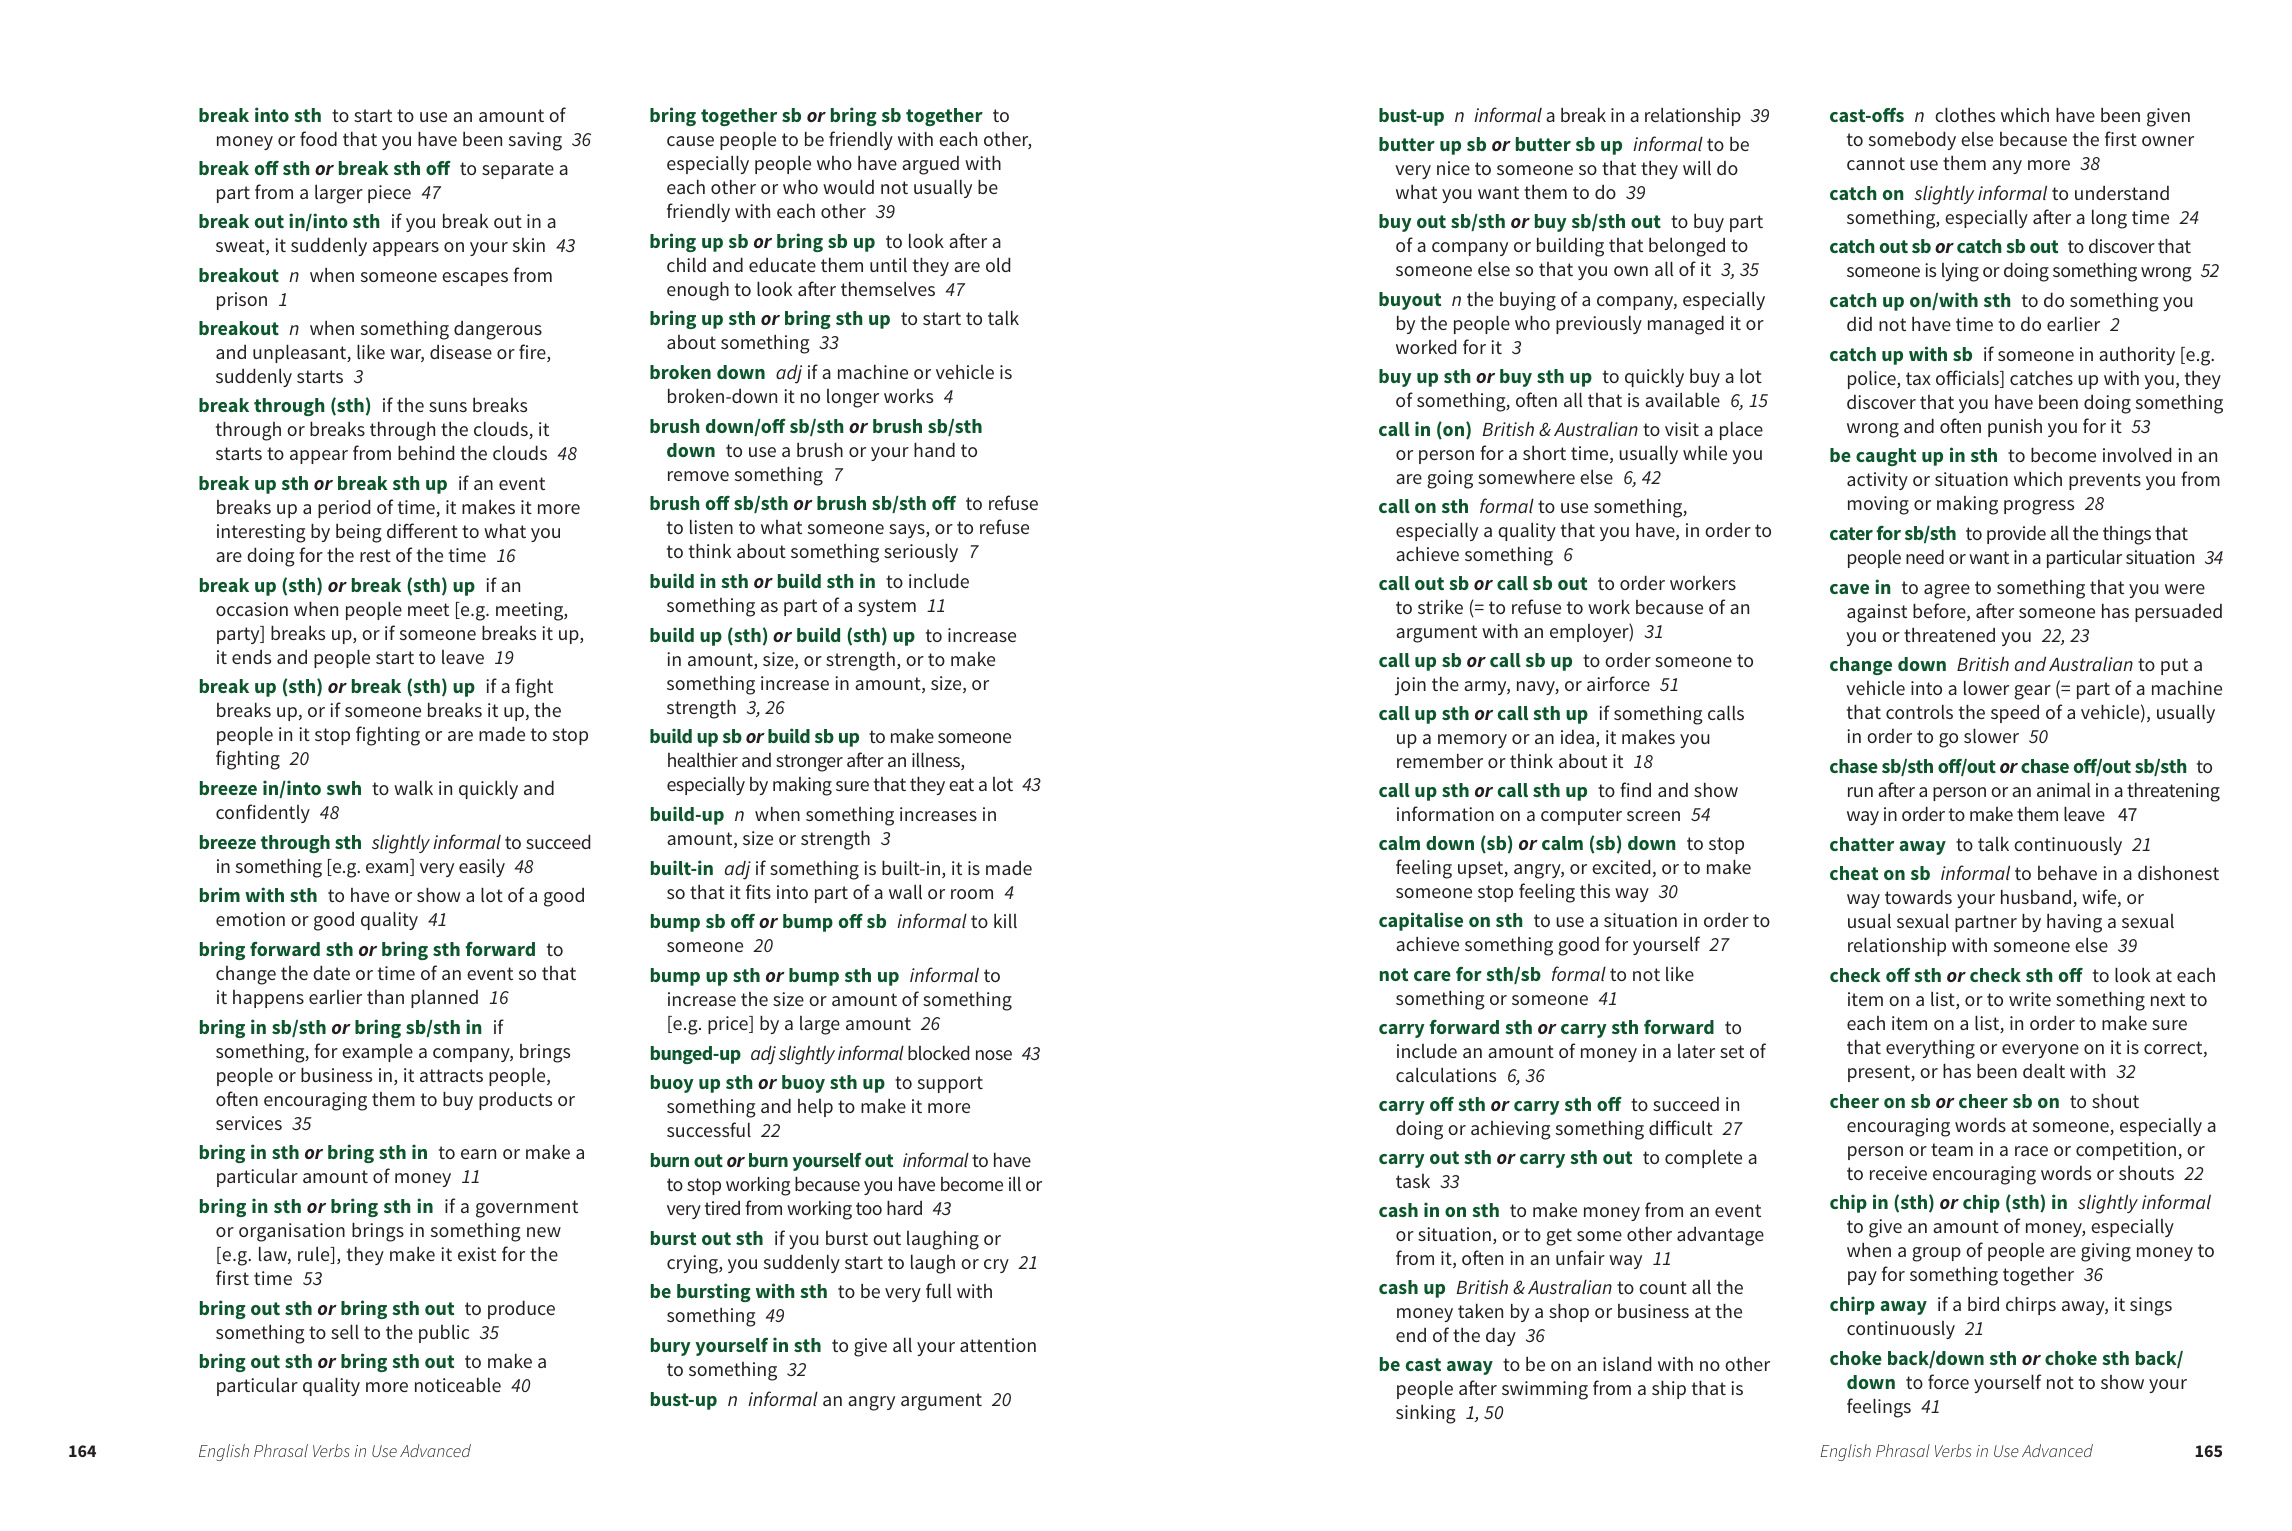 break into sth to start to use an amount of
money or food that you have been saving 36
break off sth or break sth off to separate a
part from a larger piece 47
break out in/into sth if you break out in a
sweat, it suddenly appears on your skin 43
breakout n when someone escapes from
prison 1
breakout n when something dangerous
and unpleasant, like war, disease or fire,
suddenly starts 3
break through (sth) if the suns breaks
through or breaks through the clouds, it
starts to appear from behind the clouds 48
break up sth or break sth up if an event
breaks up a period of time, it makes it more
interesting by being different to what you
are doing for the rest of the time 16
break up (sth) or break (sth) up if an
occasion when people meet [e.g. meeting,
party] breaks up, or if someone breaks it up,
it ends and people start to leave 19
break up (sth) or break (sth) up if a fight
breaks up, or if someone breaks it up, the
people in it stop fighting or are made to stop
fighting 20
breeze in/into swh to walk in quickly and
confidently 48
breeze through sth slightly informal to succeed
in something [e.g. exam] very easily 48
brim with sth to have or show a lot of a good
emotion or good quality 41
bring forward sth or bring sth forward to
change the date or time of an event so that
it happens earlier than planned 16
bring in sb/sth or bring sb/sth in if
something, for example a company, brings
people or business in, it attracts people,
often encouraging them to buy products or
services 35
bring in sth or bring sth in to earn or make a
particular amount of money 11
bring in sth or bring sth in if a government
or organisation brings in something new
[e.g. law, rule], they make it exist for the
first time 53
bring out sth or bring sth out to produce
something to sell to the public 35
bring out sth or bring sth out to make a
particular quality more noticeable 40
bring together sb or bring sb together to
cause people to be friendly with each other,
especially people who have argued with
each other or who would not usually be
friendly with each other 39
bring up sb or bring sb up to look after a
child and educate them until they are old
enough to look after themselves 47
bring up sth or bring sth up to start to talk
about something 33
broken down adj if a machine or vehicle is
broken-down it no longer works 4
brush down/off sb/sth or brush sb/sth
down to use a brush or your hand to
remove something 7
brush off sb/sth or brush sb/sth off to refuse
to listen to what someone says, or to refuse
to think about something seriously 7
build in sth or build sth in to include
something as part of a system 11
build up (sth) or build (sth) up to increase
in amount, size, or strength, or to make
something increase in amount, size, or
strength 3, 26
build up sb or build sb up to make someone
healthier and stronger after an illness,
especially by making sure that they eat a lot 43
build-up n when something increases in
amount, size or strength 3
built-in adj if something is built-in, it is made
so that it fits into part of a wall or room 4
bump sb off or bump off sb informal to kill
someone 20
bump up sth or bump sth up informal to
increase the size or amount of something
[e.g. price] by a large amount 26
bunged-up adj slightly informal blocked nose 43
buoy up sth or buoy sth up to support
something and help to make it more
successful 22
burn out or burn yourself out informal to have
to stop working because you have become ill or
very tired from working too hard 43
burst out sth if you burst out laughing or
crying, you suddenly start to laugh or cry 21
be bursting with sth to be very full with
something 49
bury yourself in sth to give all your attention
to something 32
bust-up n informal an angry argument 20
164 English Phrasal Verbs in Use Advanced
bust-up n informal a break in a relationship 39
butter up sb or butter sb up informal to be
very nice to someone so that they will do
what you want them to do 39
buy out sb/sth or buy sb/sth out to buy part
of a company or building that belonged to
someone else so that you own all of it 3, 35
buyout n the buying of a company, especially
by the people who previously managed it or
worked for it 3
buy up sth or buy sth up to quickly buy a lot
of something, often all that is available 6, 15
call in (on) British & Australian to visit a place
or person for a short time, usually while you
are going somewhere else 6, 42
call on sth formal to use something,
especially a quality that you have, in order to
achieve something 6
call out sb or call sb out to order workers
to strike (= to refuse to work because of an
argument with an employer) 31
call up sb or call sb up to order someone to
join the army, navy, or airforce 51
call up sth or call sth up if something calls
up a memory or an idea, it makes you
remember or think about it 18
call up sth or call sth up to find and show
information on a computer screen 54
calm down (sb) or calm (sb) down to stop
feeling upset, angry, or excited, or to make
someone stop feeling this way 30
capitalise on sth to use a situation in order to
achieve something good for yourself 27
not care for sth/sb formal to not like
something or someone 41
carry forward sth or carry sth forward to
include an amount of money in a later set of
calculations 6, 36
carry off sth or carry sth off to succeed in
doing or achieving something difficult 27
carry out sth or carry sth out to complete a
task 33
cash in on sth to make money from an event
or situation, or to get some other advantage
from it, often in an unfair way 11
cash up British & Australian to count all the
money taken by a shop or business at the
end of the day 36
be cast away to be on an island with no other
people after swimming from a ship that is
sinking 1, 50
cast-offs n clothes which have been given
to somebody else because the first owner
cannot use them any more 38
catch on slightly informal to understand
something, especially after a long time 24
catch out sb or catch sb out to discover that
someone is lying or doing something wrong 52
catch up on/with sth to do something you
did not have time to do earlier 2
catch up with sb if someone in authority [e.g.
police, tax officials] catches up with you, they
discover that you have been doing something
wrong and often punish you for it 53
be caught up in sth to become involved in an
activity or situation which prevents you from
moving or making progress 28
cater for sb/sth to provide all the things that
people need or want in a particular situation 34
cave in to agree to something that you were
against before, after someone has persuaded
you or threatened you 22, 23
change down British and Australian to put a
vehicle into a lower gear (= part of a machine
that controls the speed of a vehicle), usually
in order to go slower 50
chase sb/sth off/out or chase off/out sb/sth to
run after a person or an animal in a threatening
way in order to make them leave 47
chatter away to talk continuously 21
cheat on sb informal to behave in a dishonest
way towards your husband, wife, or
usual sexual partner by having a sexual
relationship with someone else 39
check off sth or check sth off to look at each
item on a list, or to write something next to
each item on a list, in order to make sure
that everything or everyone on it is correct,
present, or has been dealt with 32
cheer on sb or cheer sb on to shout
encouraging words at someone, especially a
person or team in a race or competition, or
to receive encouraging words or shouts 22
chip in (sth) or chip (sth) in slightly informal
to give an amount of money, especially
when a group of people are giving money to
pay for something together 36
chirp away if a bird chirps away, it sings
continuously 21
choke back/down sth or choke sth back/
down to force yourself not to show your
feelings 41
English Phrasal Verbs in Use Advanced 165